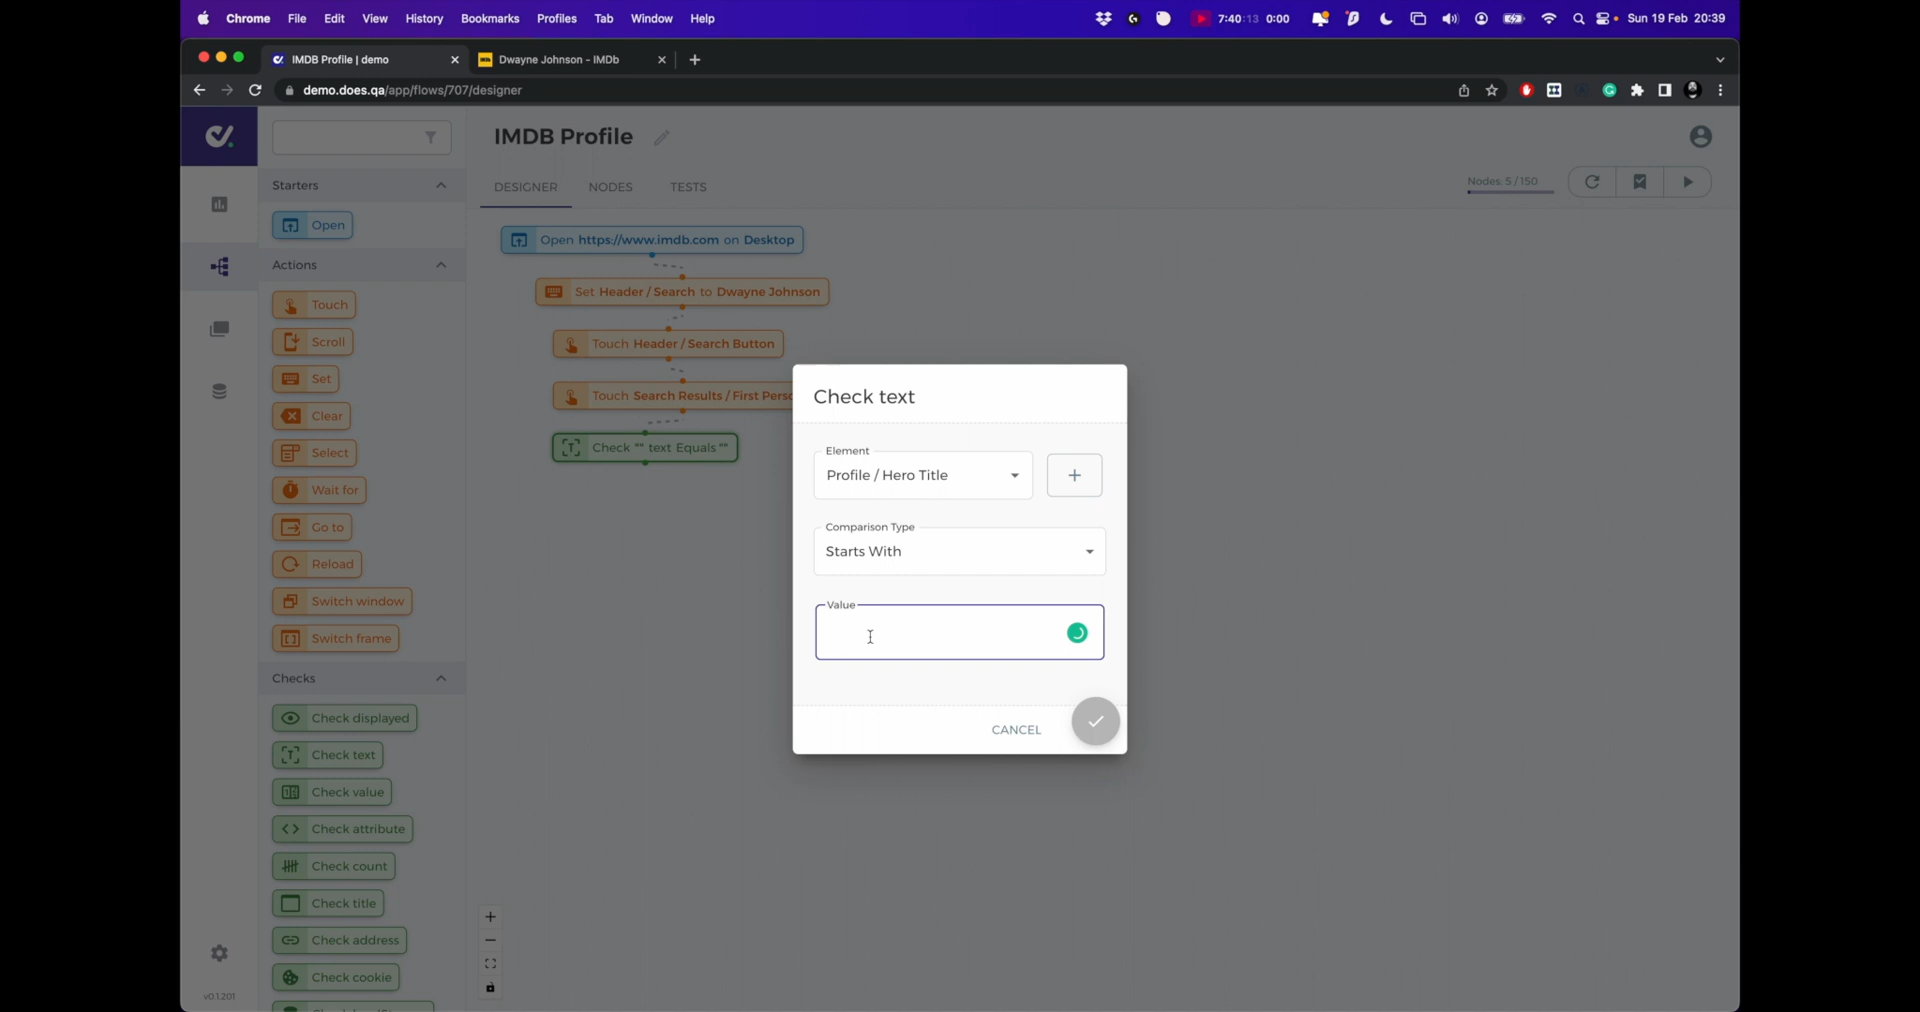 Chrome File Edit View History Bookmarks Profiles Tab Window Help 7:40:13 0:00 Sun 19 Feb 20:39
IMDB Profile | demo Dwayne Johnson - IMDb
demo.does.qa/app/flows/707/designer
IMDB Profile
DESIGNER NODES TESTS
Nodes: 5 / 150
Starters
Open
Actions
Touch
Scroll
Set
Clear
Select
Wait for
Go to
Reload
Switch window
Switch frame
Checks
Check displayed
Check text
Check value
Check attribute
Check count
Check title
Check address
Check cookie
v0.1.201
Open https://www.imdb.com on Desktop
Set Header / Search to Dwayne Johnson
Touch Header / Search Button
Touch Search Results / First Perso
Check "" text Equals ""
Check text
Element
Profile / Hero Title
Comparison Type
Starts With
Value
CANCEL